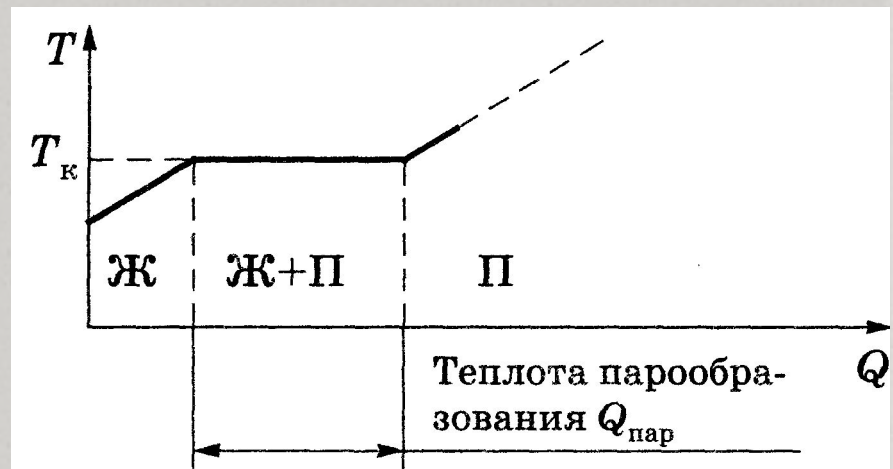 T
Tк
Ж
Ж+П
П
Q
Теплота парообра-
зования Qпар